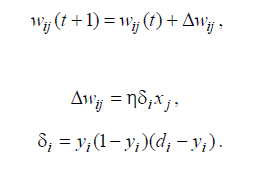 w_ij (t + 1) = w_ij (t) + Δw_ij ,
Δw_ij = ηδ_i x_j ,
δ_i = y_i (1 − y_i)(d_i − y_i) .